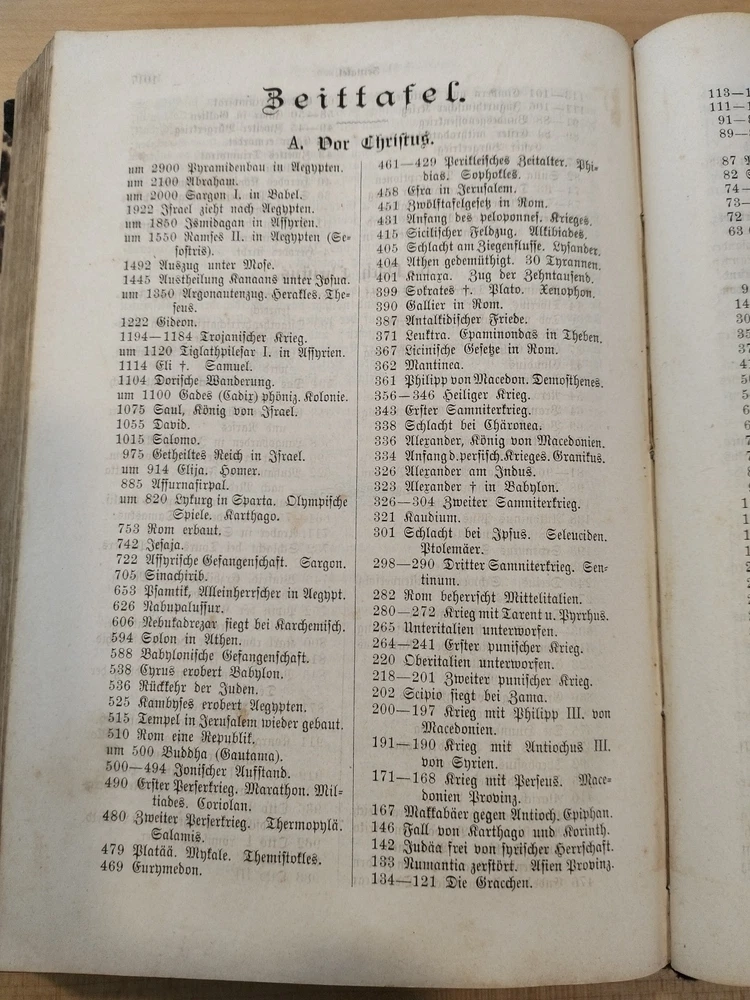 Zeittafel.
A. Vor Christus.
um 2900 Pyramidenbau in Aegypten.
um 2100 Abraham.
um 2000 Sargon I. in Babel.
1922 Israel zieht nach Aegypten.
um 1850 Ismidagan in Assyrien.
um 1550 Ramses II. in Aegypten (Se-
sostris).
1492 Auszug unter Mose.
1445 Austheilung Kanaans unter Josua.
um 1350 Argonautenzug. Herakles. The-
seus.
1222 Gideon.
1194—1184 Trojanischer Krieg.
um 1120 Tiglathpilesar I. in Assyrien.
1114 Eli †. Samuel.
1104 Dorische Wanderung.
um 1100 Gades (Cadix) phöniz. Kolonie.
1075 Saul, König von Israel.
1055 David.
1015 Salomo.
975 Getheiltes Reich in Israel.
um 914 Elija. Homer.
885 Assurnasirpal.
um 820 Lykurg in Sparta. Olympische
Spiele. Karthago.
753 Rom erbaut.
742 Jesaja.
722 Assyrische Gefangenschaft. Sargon.
705 Sinachirib.
653 Psamtik, Alleinherrscher in Aegypt.
626 Nabupalussur.
606 Nebukadrezar siegt bei Karchemisch.
594 Solon in Athen.
588 Babylonische Gefangenschaft.
538 Cyrus erobert Babylon.
536 Rückkehr der Juden.
525 Kambyses erobert Aegypten.
515 Tempel in Jerusalem wieder gebaut.
510 Rom eine Republik.
um 500 Buddha (Gautama).
500—494 Jonischer Aufstand.
490 Erster Perserkrieg. Marathon. Mil-
tiades. Coriolan.
480 Zweiter Perserkrieg. Thermopylä.
Salamis.
479 Platää. Mykale. Themistokles.
469 Eurymedon.
461—429 Perikleisches Zeitalter. Phi-
dias. Sophokles.
458 Esra in Jerusalem.
451 Zwölftafelgesetz in Rom.
431 Anfang des peloponnes. Krieges.
415 Sicilischer Feldzug. Alkibiades.
405 Schlacht am Ziegenflusse. Lysander.
404 Athen gedemüthigt. 30 Tyrannen.
401 Kunaxa. Zug der Zehntausend.
399 Sokrates †. Plato. Xenophon.
390 Gallier in Rom.
387 Antalkidischer Friede.
371 Leuktra. Epaminondas in Theben.
367 Licinische Gesetze in Rom.
362 Mantinea.
361 Philipp von Macedon. Demosthenes.
356—346 Heiliger Krieg.
343 Erster Samniterkrieg.
338 Schlacht bei Chäronea.
336 Alexander, König von Macedonien.
334 Anfang d. persisch. Krieges. Granikus.
326 Alexander am Indus.
323 Alexander † in Babylon.
326—304 Zweiter Samniterkrieg.
321 Kaudium.
301 Schlacht bei Ipsus. Seleuciden.
Ptolemäer.
298—290 Dritter Samniterkrieg. Sen-
tinum.
282 Rom beherrscht Mittelitalien.
280—272 Krieg mit Tarent u. Pyrrhus.
265 Unteritalien unterworfen.
264—241 Erster punischer Krieg.
220 Oberitalien unterworfen.
218—201 Zweiter punischer Krieg.
202 Scipio siegt bei Zama.
200—197 Krieg mit Philipp III. von
Macedonien.
191—190 Krieg mit Antiochus III.
von Syrien.
171—168 Krieg mit Perseus. Mace-
donien Provinz.
167 Makkabäer gegen Antioch. Epiphan.
146 Fall von Karthago und Korinth.
142 Judäa frei von syrischer Herrschaft.
133 Numantia zerstört. Asien Provinz.
134—121 Die Gracchen.